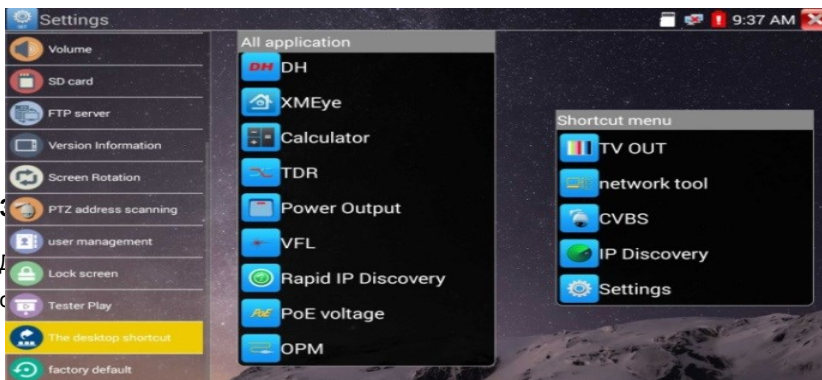 Settings
9:37 AM
Volume
SD card
FTP server
Version Information
Screen Rotation
PTZ address scanning
user management
Lock screen
Tester Play
The desktop shortcut
factory default
All application
DH DH
XMEye
Calculator
TDR
Power Output
VFL
Rapid IP Discovery
PoE PoE voltage
OPM
Shortcut menu
TV OUT
network tool
CVBS
IP Discovery
Settings